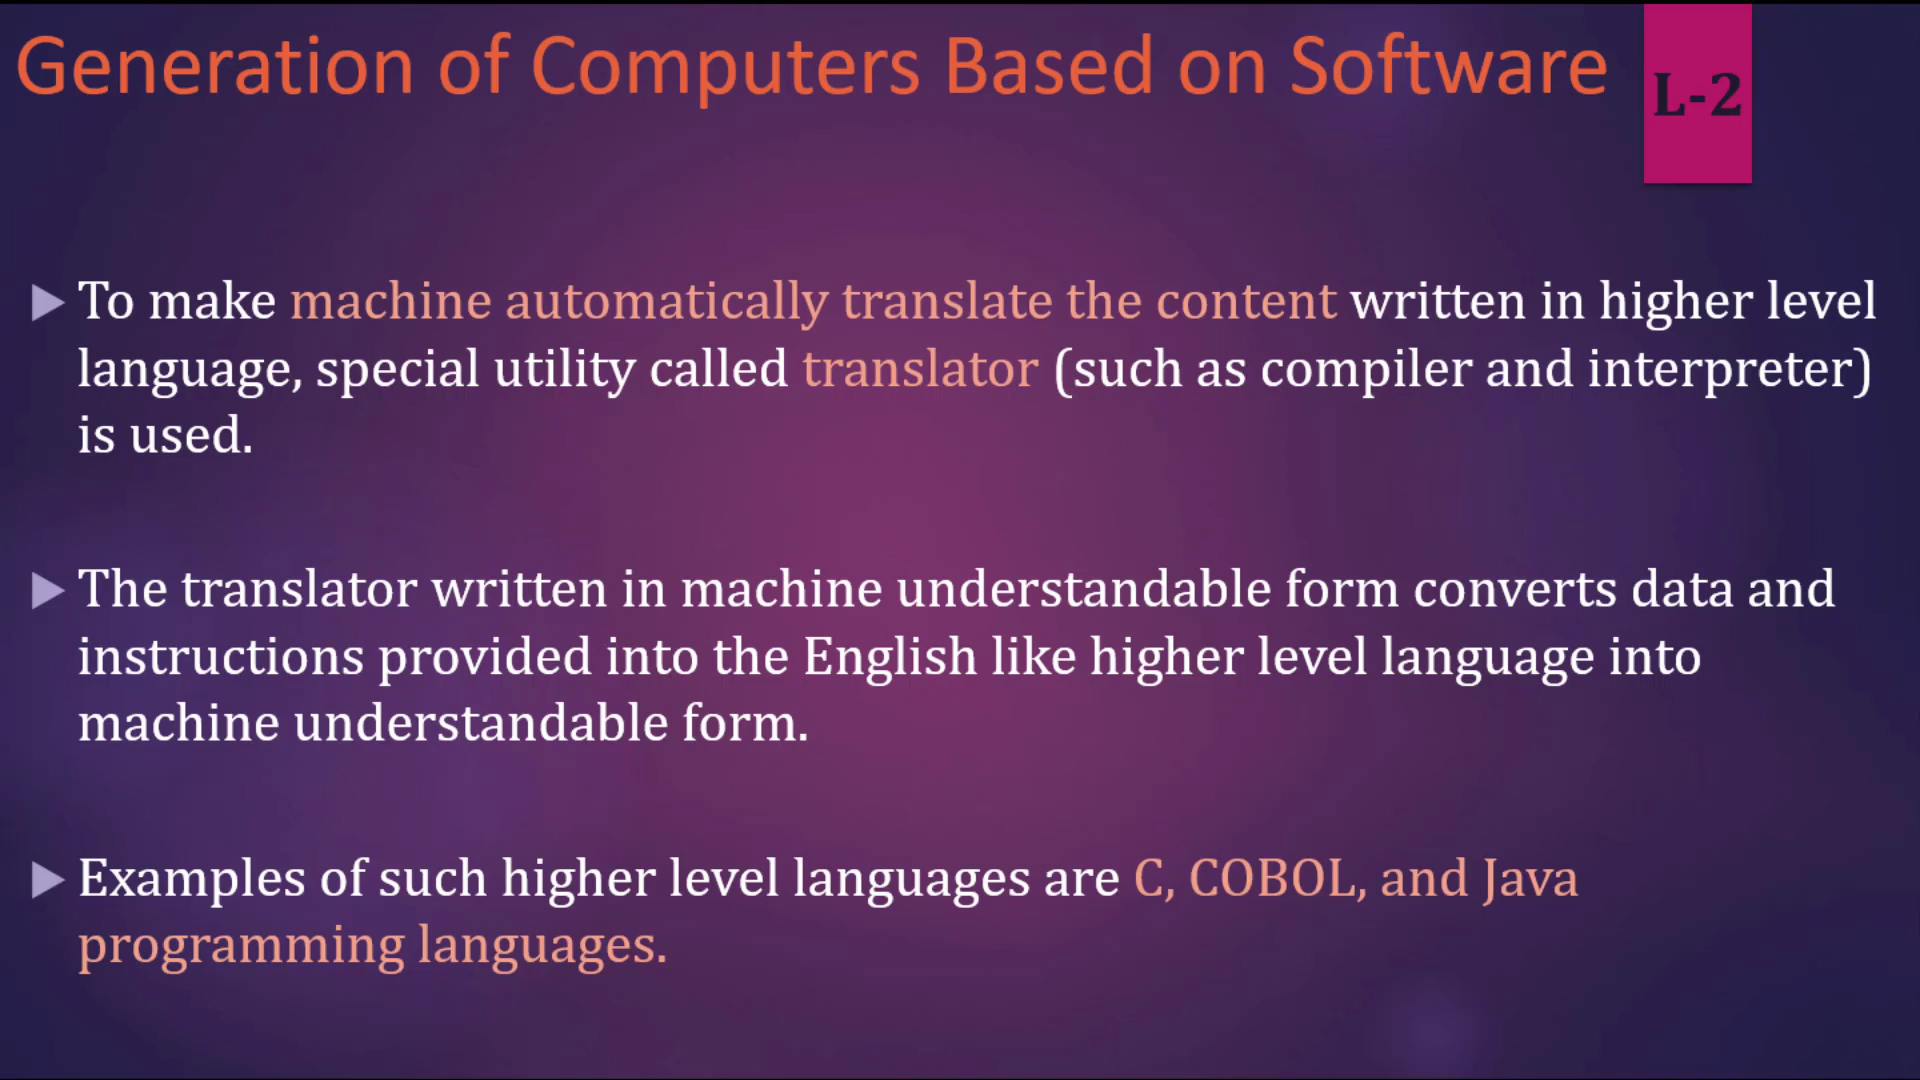 Generation of Computers Based on Software
L-2
To make machine automatically translate the content written in higher level
language, special utility called translator (such as compiler and interpreter)
is used.
The translator written in machine understandable form converts data and
instructions provided into the English like higher level language into
machine understandable form.
Examples of such higher level languages are C, COBOL, and Java
programming languages.